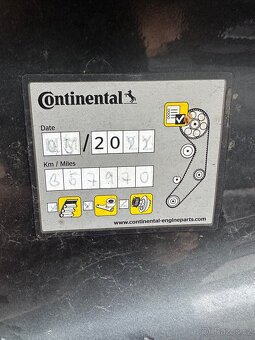 Continental
Date
/20
Km / Miles
www.continental-engineparts.com